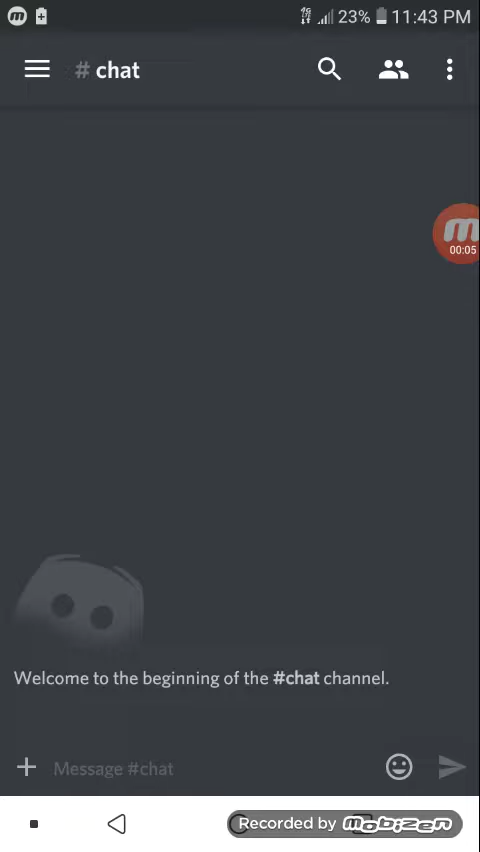 4G 23% 11:43 PM
# chat
m
00:05
Welcome to the beginning of the #chat channel.
Message #chat
Recorded by mobizen